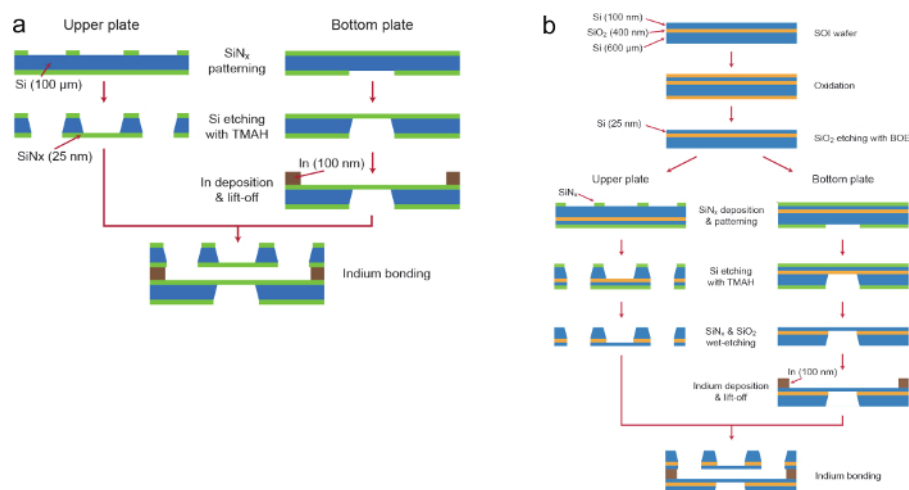 a
Upper plate
Bottom plate
SiNₓ
patterning
Si (100 μm)
Si etching
with TMAH
SiNx (25 nm)
In (100 nm)
In deposition
& lift-off
Indium bonding
b
Si (100 nm)
SiO₂ (400 nm)
Si (600 μm)
SOI wafer
Oxidation
Si (25 nm)
SiO₂ etching with BOE
Upper plate
Bottom plate
SiNₓ
SiNₓ deposition
& patterning
Si etching
with TMAH
SiNₓ & SiO₂
wet-etching
In (100 nm)
Indium deposition
& lift-off
Indium bonding